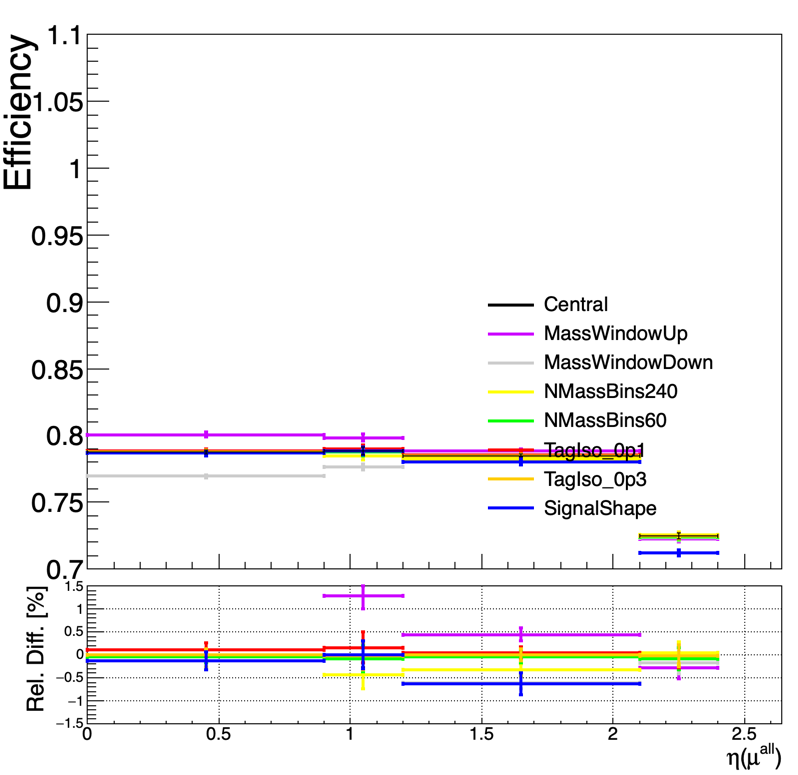 Efficiency
1.1
1.05
1
0.95
0.9
0.85
0.8
0.75
0.7
Central
MassWindowUp
MassWindowDown
NMassBins240
NMassBins60
TagIso_0p1
TagIso_0p3
SignalShape
Rel. Diff. [%]
1.5
1
0.5
0
−0.5
−1
−1.5
0 0.5 1 1.5 2 2.5
η(μ^all)